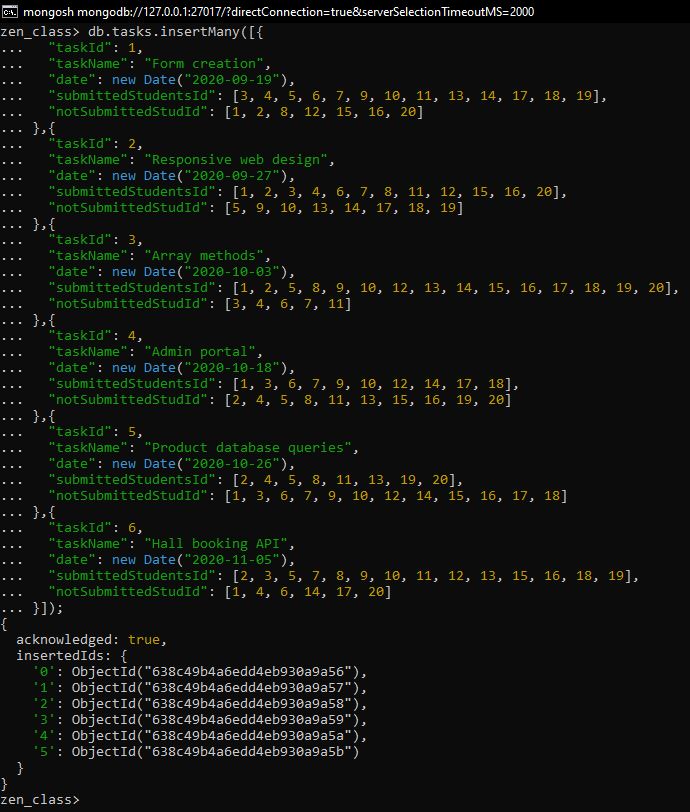 mongosh mongodb://127.0.0.1:27017/?directConnection=true&serverSelectionTimeoutMS=2000
zen_class> db.tasks.insertMany([{
...   "taskId": 1,
...   "taskName": "Form creation",
...   "date": new Date("2020-09-19"),
...   "submittedStudentsId": [3, 4, 5, 6, 7, 9, 10, 11, 13, 14, 17, 18, 19],
...   "notSubmittedStudId": [1, 2, 8, 12, 15, 16, 20]
... },{
...   "taskId": 2,
...   "taskName": "Responsive web design",
...   "date": new Date("2020-09-27"),
...   "submittedStudentsId": [1, 2, 3, 4, 6, 7, 8, 11, 12, 15, 16, 20],
...   "notSubmittedStudId": [5, 9, 10, 13, 14, 17, 18, 19]
... },{
...   "taskId": 3,
...   "taskName": "Array methods",
...   "date": new Date("2020-10-03"),
...   "submittedStudentsId": [1, 2, 5, 8, 9, 10, 12, 13, 14, 15, 16, 17, 18, 19, 20],
...   "notSubmittedStudId": [3, 4, 6, 7, 11]
... },{
...   "taskId": 4,
...   "taskName": "Admin portal",
...   "date": new Date("2020-10-18"),
...   "submittedStudentsId": [1, 3, 6, 7, 9, 10, 12, 14, 17, 18],
...   "notSubmittedStudId": [2, 4, 5, 8, 11, 13, 15, 16, 19, 20]
... },{
...   "taskId": 5,
...   "taskName": "Product database queries",
...   "date": new Date("2020-10-26"),
...   "submittedStudentsId": [2, 4, 5, 8, 11, 13, 19, 20],
...   "notSubmittedStudId": [1, 3, 6, 7, 9, 10, 12, 14, 15, 16, 17, 18]
... },{
...   "taskId": 6,
...   "taskName": "Hall booking API",
...   "date": new Date("2020-11-05"),
...   "submittedStudentsId": [2, 3, 5, 7, 8, 9, 10, 11, 12, 13, 15, 16, 18, 19],
...   "notSubmittedStudId": [1, 4, 6, 14, 17, 20]
... }]);
{
  acknowledged: true,
  insertedIds: {
    '0': ObjectId("638c49b4a6edd4eb930a9a56"),
    '1': ObjectId("638c49b4a6edd4eb930a9a57"),
    '2': ObjectId("638c49b4a6edd4eb930a9a58"),
    '3': ObjectId("638c49b4a6edd4eb930a9a59"),
    '4': ObjectId("638c49b4a6edd4eb930a9a5a"),
    '5': ObjectId("638c49b4a6edd4eb930a9a5b")
  }
}
zen_class>